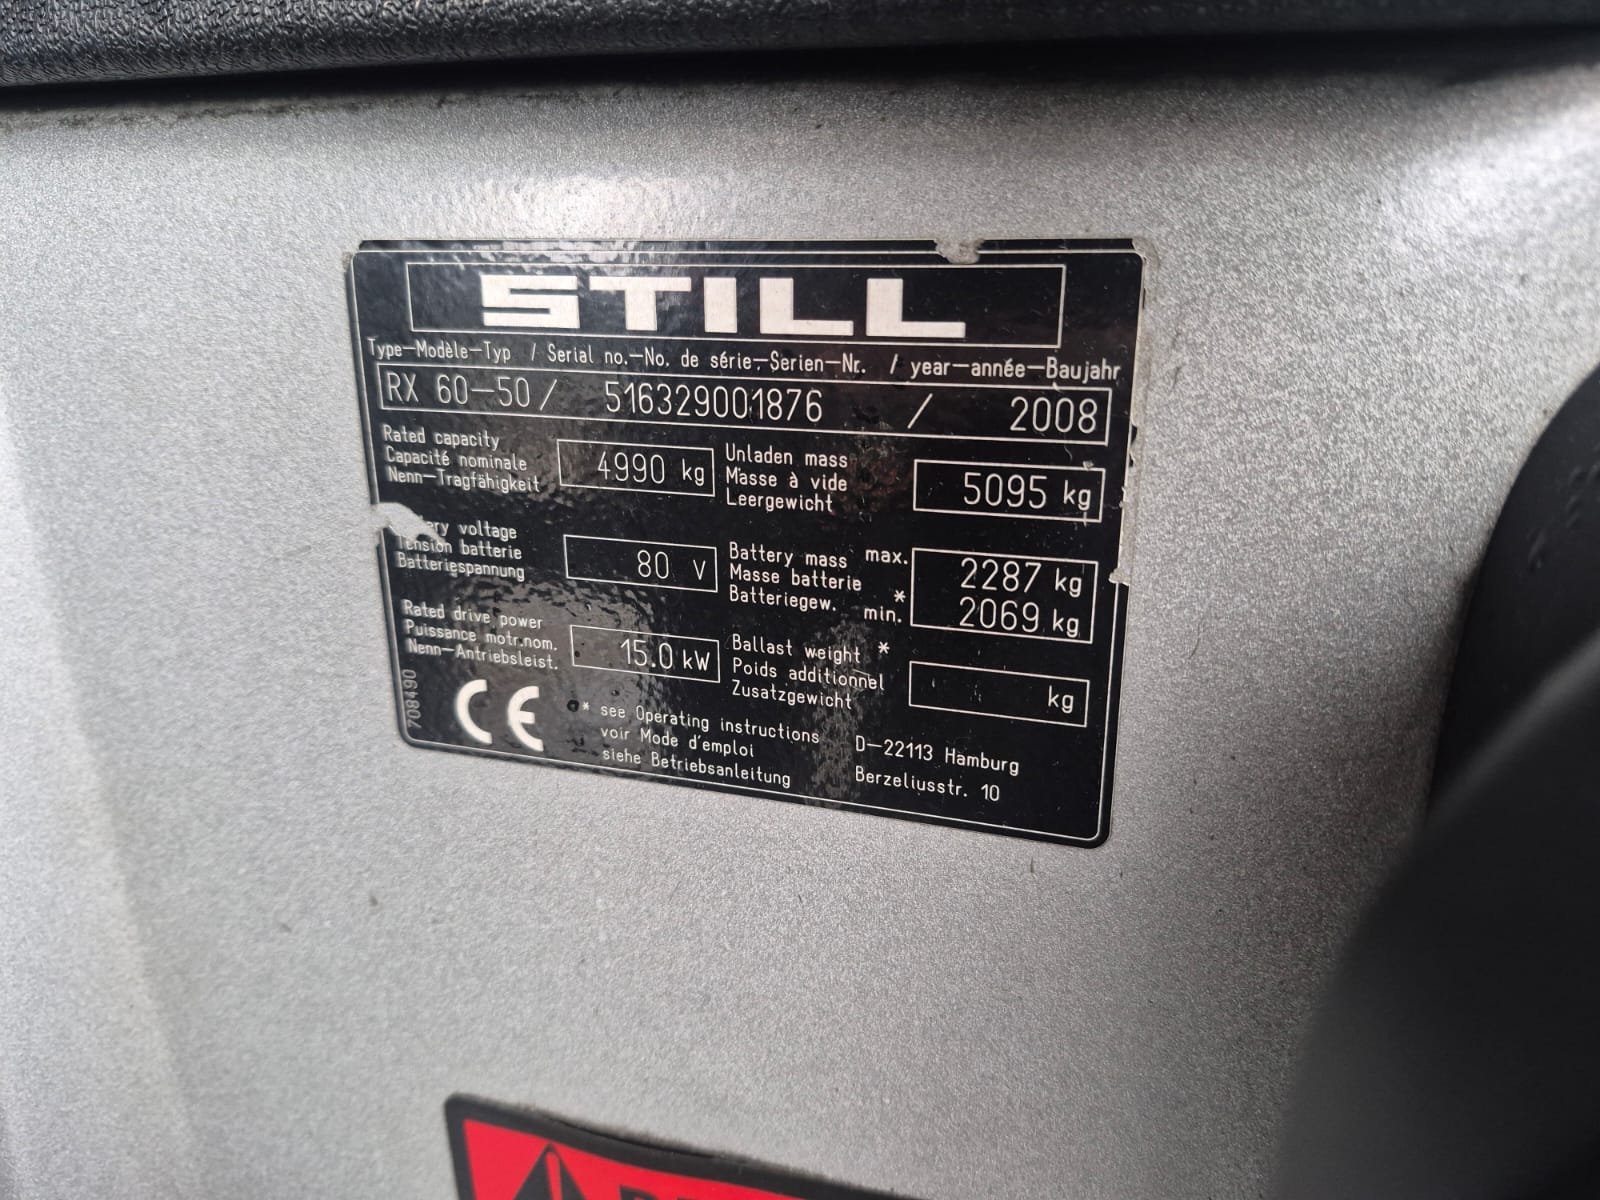 STILL
Type-Modèle-Typ / Serial no.-No. de série-Serien-Nr. / year-année-Baujahr
RX 60-50 / 516329001876 / 2008
Rated capacity
Capacité nominale
Nenn-Tragfähigkeit
4990 kg
Unladen mass
Masse à vide
Leergewicht
5095 kg
voltage
Tension batterie
Batteriespannung
80 V
Battery mass max.
Masse batterie *
Batteriegew. min.
2287 kg
2069 kg
Rated drive power
Puissance motr.nom.
Nenn-Antriebsleist.
15.0 kW
Ballast weight *
Poids additionnel
Zusatzgewicht
kg
708490
CE
* see Operating instructions
voir Mode d'emploi
siehe Betriebsanleitung
D-22113 Hamburg
Berzeliusstr. 10